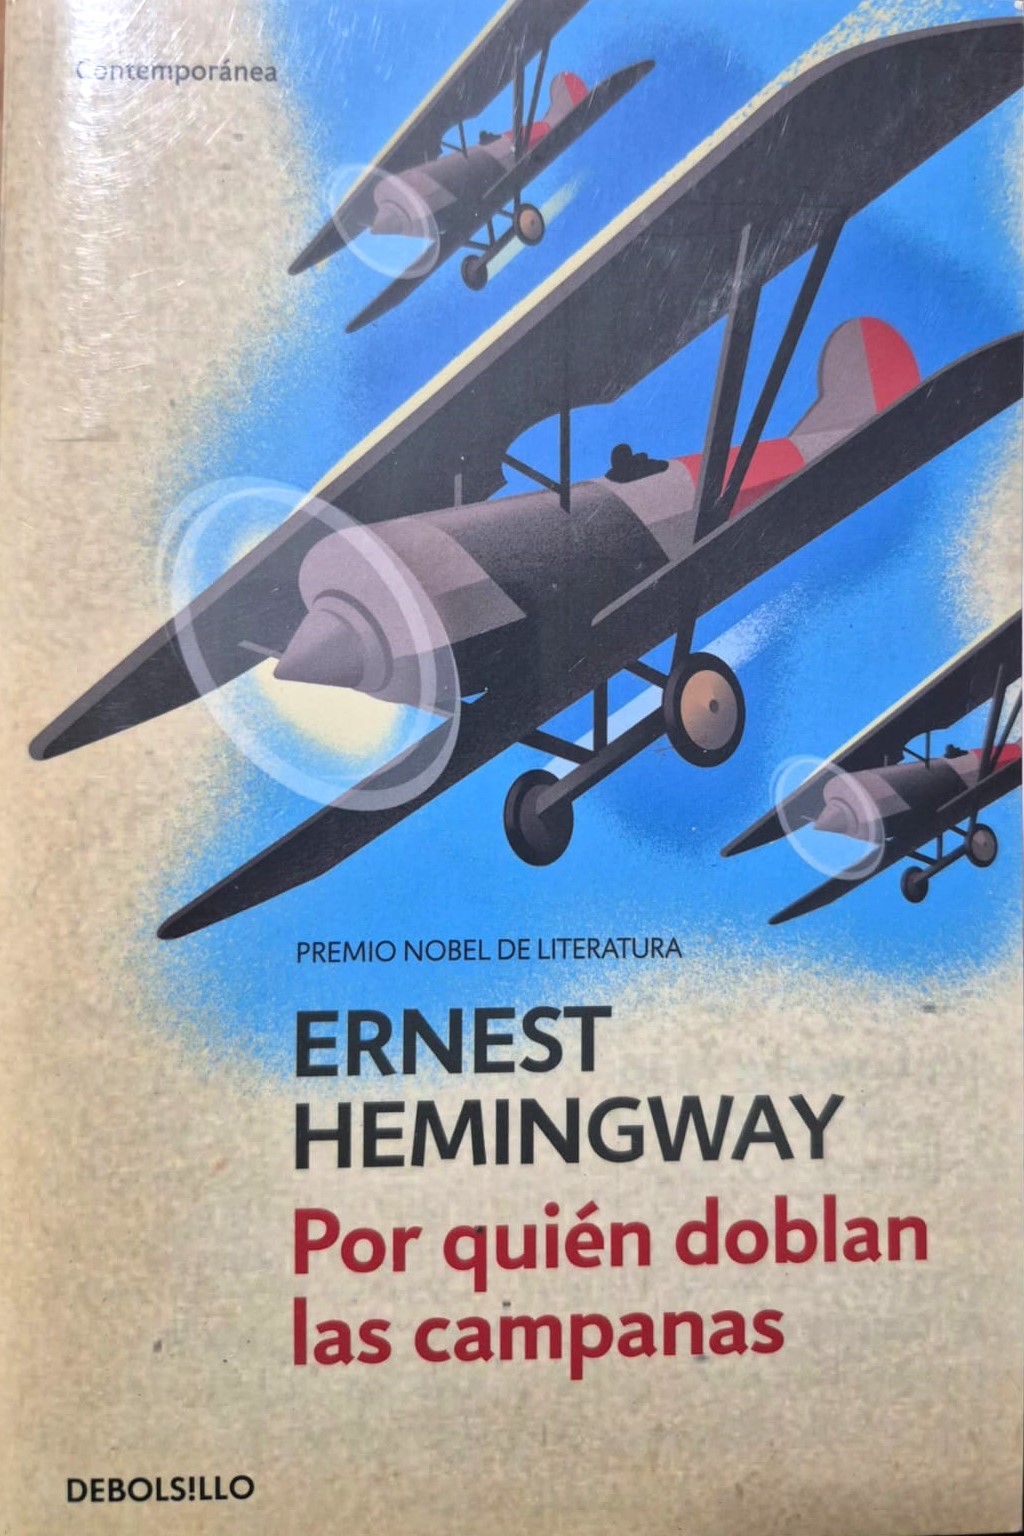 Contemporánea
PREMIO NOBEL DE LITERATURA
ERNEST
HEMINGWAY
Por quién doblan
las campanas
DEBOLS!LLO